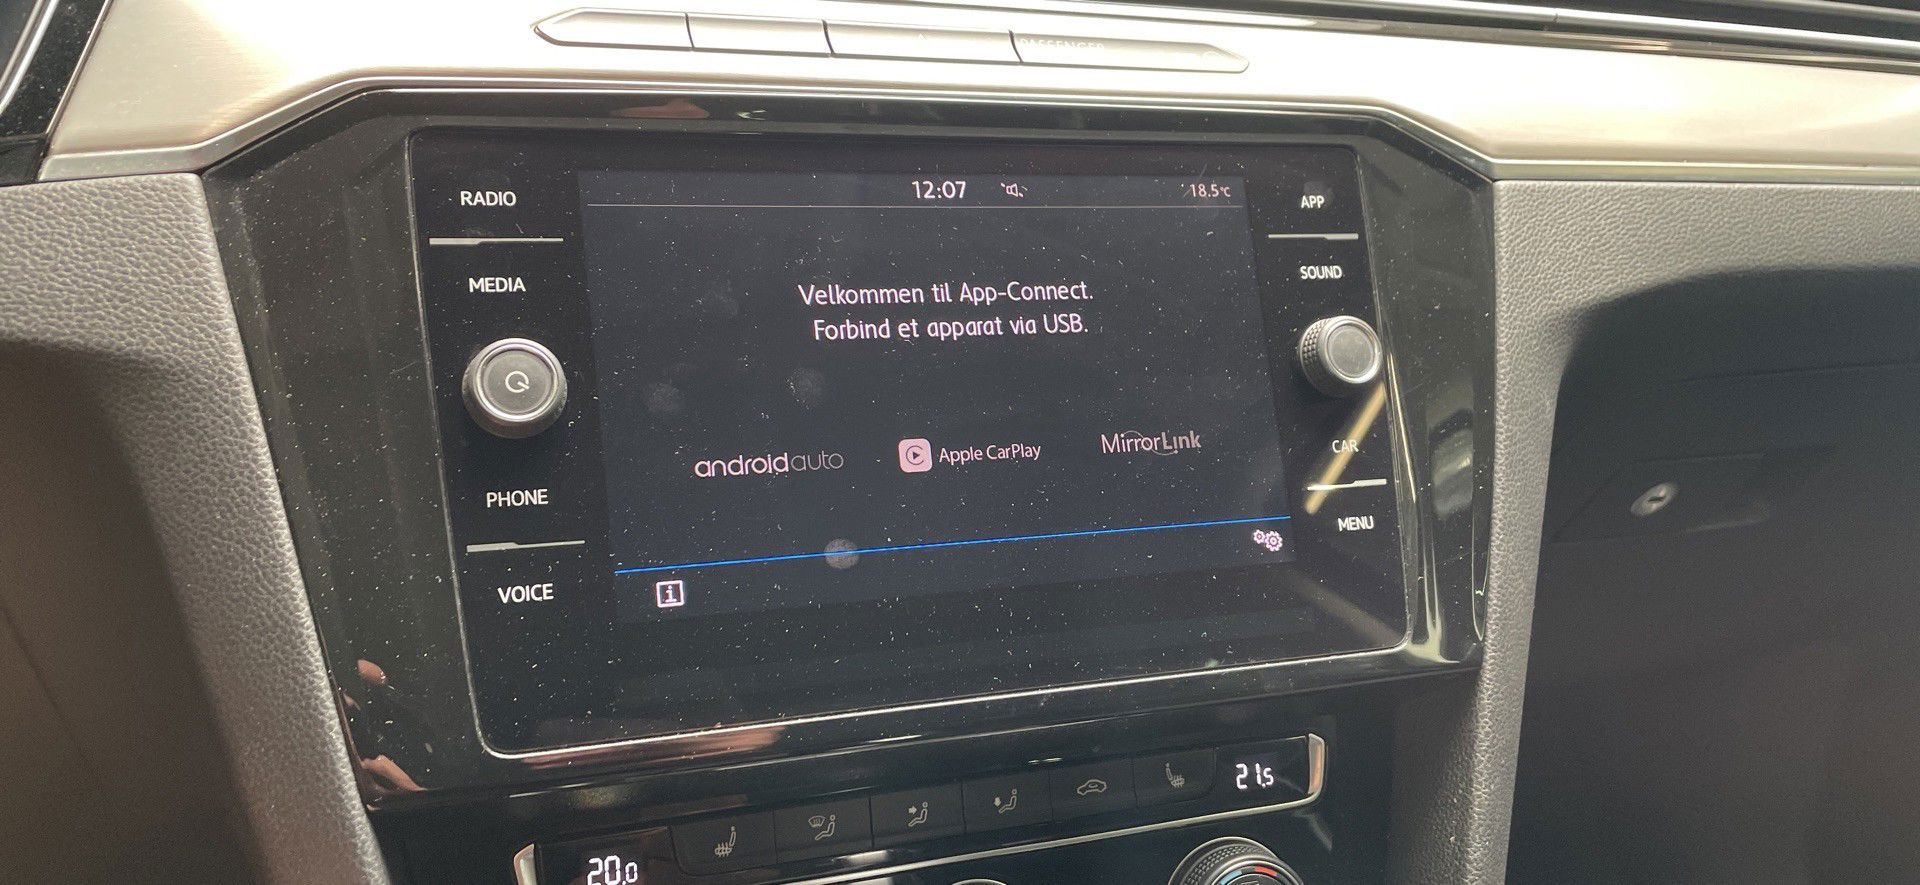 PASSENGER
RADIO
MEDIA
PHONE
VOICE
12:07
18.5°C
Velkommen til App-Connect.
Forbind et apparat via USB.
androidauto
Apple CarPlay
MirrorLink
i
APP
SOUND
CAR
MENU
20.0
21.5